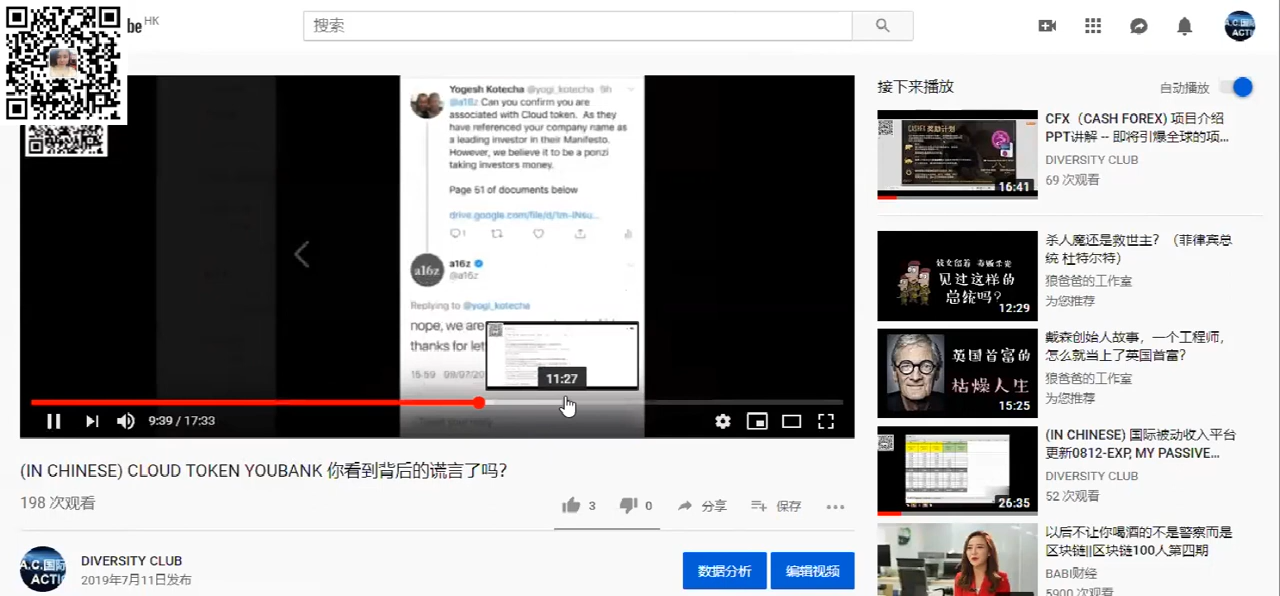 be HK
搜索
Yogesh Kotecha @yogi_kotecha 9h
@a16z Can you confirm you are
associated with Cloud token. As they
have referenced your company name as
a leading investor in their Manifesto.
However, we believe it to be a ponzi
taking investors money.
Page 51 of documents below
a16z
a16z
@a16z
Replying to @yogi_kotecha
nope, we are
thanks for let
11:27
9:39 / 17:33
(IN CHINESE) CLOUD TOKEN YOUBANK 你看到背后的谎言了吗?
198 次观看
3
0
分享
保存
A.C.国际
ACTI
DIVERSITY CLUB
2019年7月11日发布
数据分析
编辑视频
接下来播放
自动播放
16:41
CFX（CASH FOREX) 项目介绍
PPT讲解 -- 即将引爆全球的项...
DIVERSITY CLUB
69 次观看
见过这样的
总统吗?
12:29
杀人魔还是救世主？（菲律宾总
统 杜特尔特）
狼爸爸的工作室
为您推荐
英国首富的
枯燥人生
15:25
戴森创始人故事，一个工程师，
怎么就当上了英国首富?
狼爸爸的工作室
为您推荐
26:35
(IN CHINESE) 国际被动收入平台
更新0812-EXP, MY PASSIVE...
DIVERSITY CLUB
52 次观看
以后不让你喝酒的不是警察而是
区块链||区块链100人第四期
BABI财经
5900 次观看